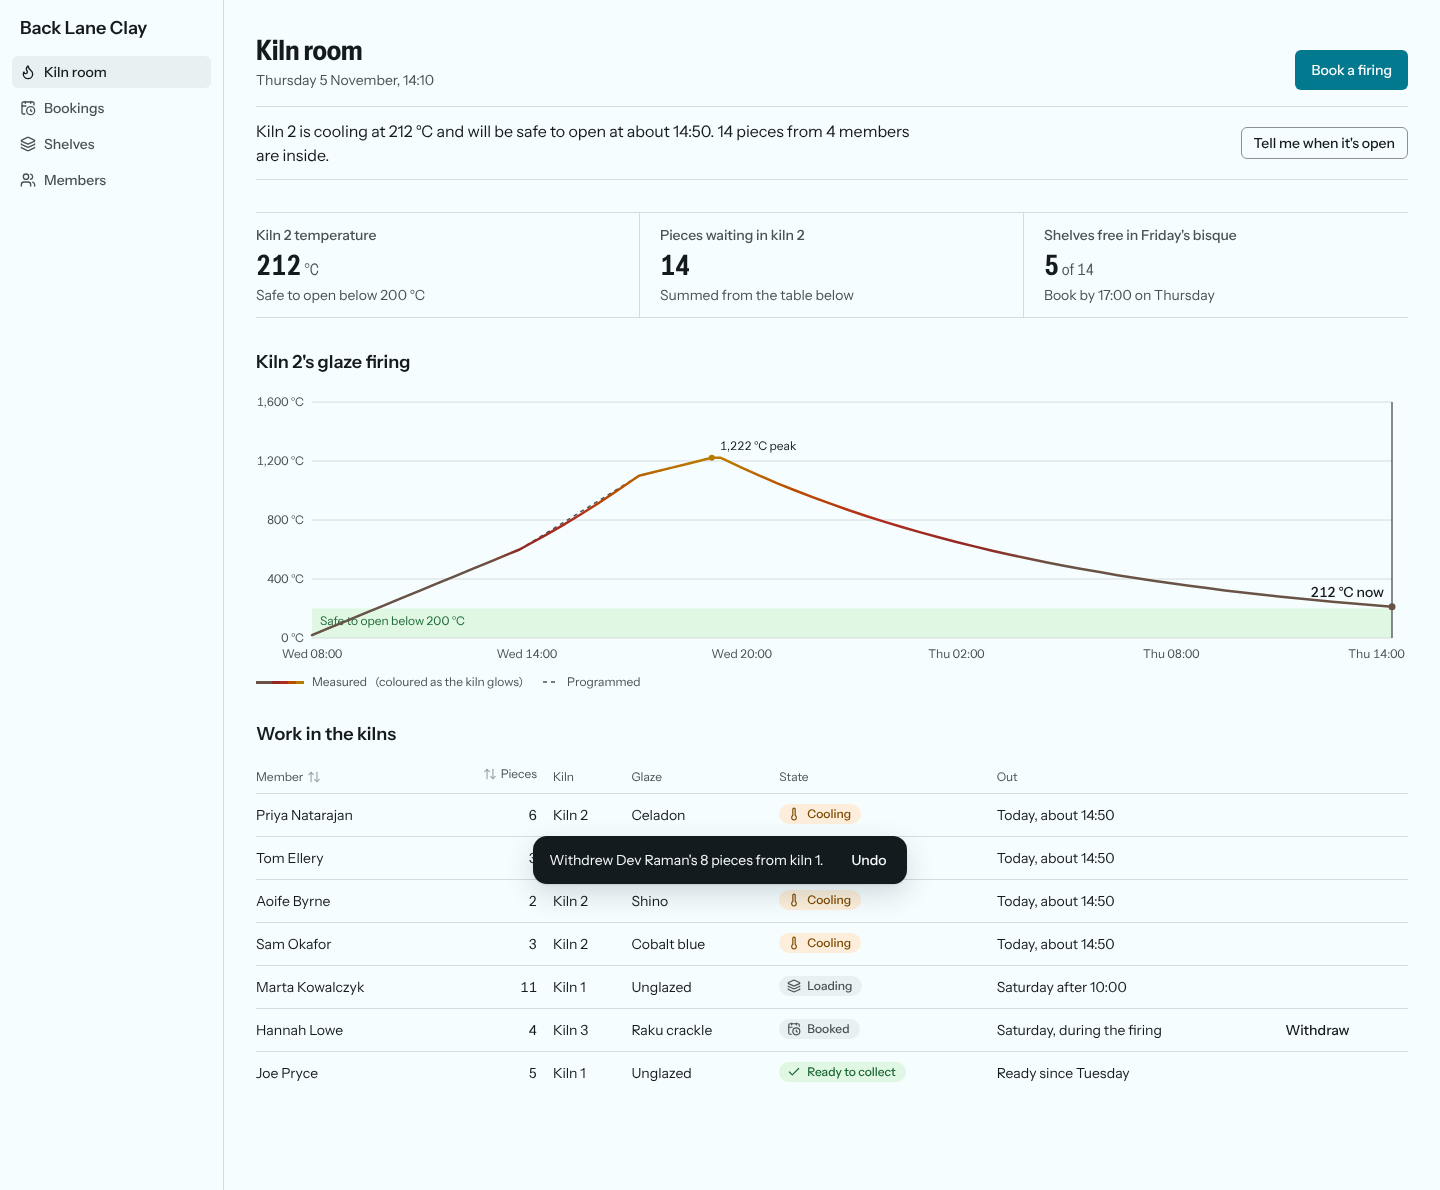 Back Lane Clay
Kiln room
Bookings
Shelves
Members
Kiln room
Thursday 5 November, 14:10
Book a firing
Kiln 2 is cooling at 212 °C and will be safe to open at about 14:50. 14 pieces from 4 members
are inside.
Tell me when it's open
Kiln 2 temperature
212 °C
Safe to open below 200 °C
Pieces waiting in kiln 2
14
Summed from the table below
Shelves free in Friday's bisque
5 of 14
Book by 17:00 on Thursday
Kiln 2's glaze firing
1,600 °C
1,200 °C
800 °C
400 °C
0 °C
1,222 °C peak
212 °C now
Safe to open below 200 °C
Wed 08:00 Wed 14:00 Wed 20:00 Thu 02:00 Thu 08:00 Thu 14:00
Measured (coloured as the kiln glows) Programmed
Work in the kilns
Member Pieces Kiln Glaze State Out
Priya Natarajan 6 Kiln 2 Celadon Cooling Today, about 14:50
Tom Ellery Today, about 14:50
Withdrew Dev Raman's 8 pieces from kiln 1. Undo
Aoife Byrne 2 Kiln 2 Shino Cooling Today, about 14:50
Sam Okafor 3 Kiln 2 Cobalt blue Cooling Today, about 14:50
Marta Kowalczyk 11 Kiln 1 Unglazed Loading Saturday after 10:00
Hannah Lowe 4 Kiln 3 Raku crackle Booked Saturday, during the firing Withdraw
Joe Pryce 5 Kiln 1 Unglazed Ready to collect Ready since Tuesday